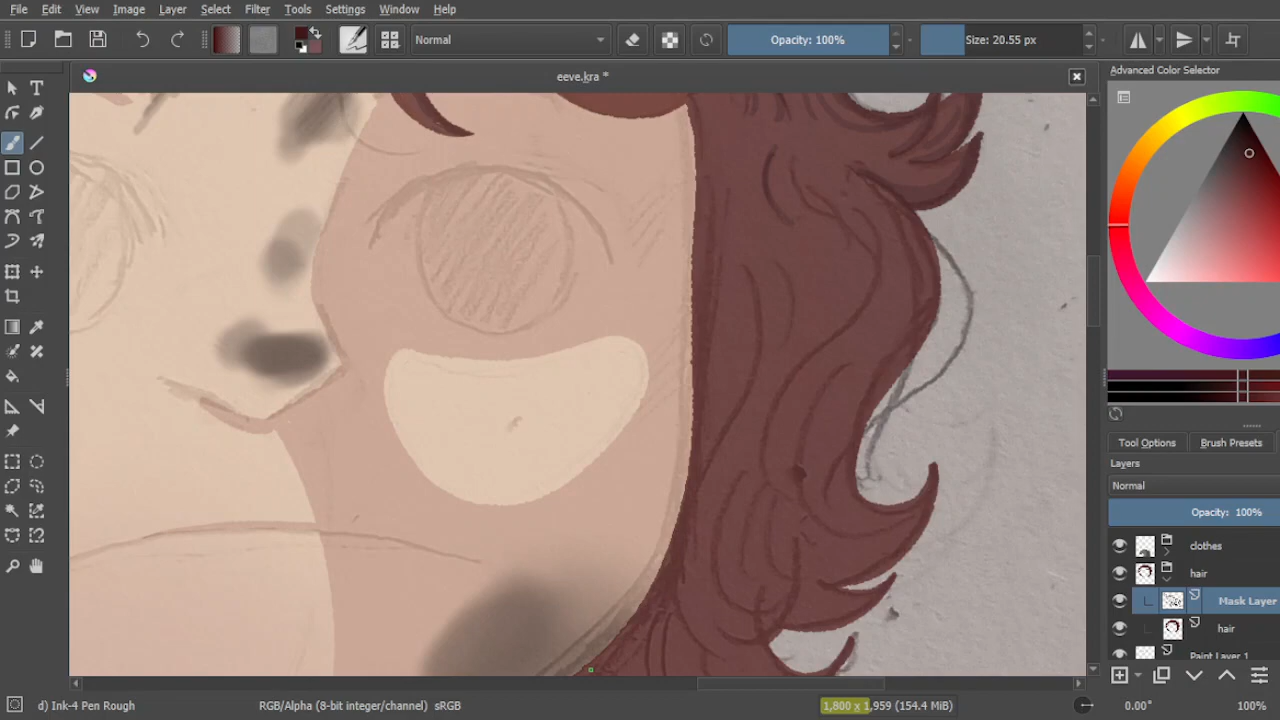 File Edit View Image Layer Select Filter Tools Settings Window Help
Normal Opacity: 100% Size: 20.55 px
eeve.kra *
Advanced Color Selector
Tool Options Brush Presets
Layers
Normal
Opacity: 100%
clothes
hair
Mask Layer
hair
Paint Layer 1
d) Ink-4 Pen Rough RGB/Alpha (8-bit integer/channel) sRGB 1,800 x 1,959 (154.4 MiB) 0.00° 100%